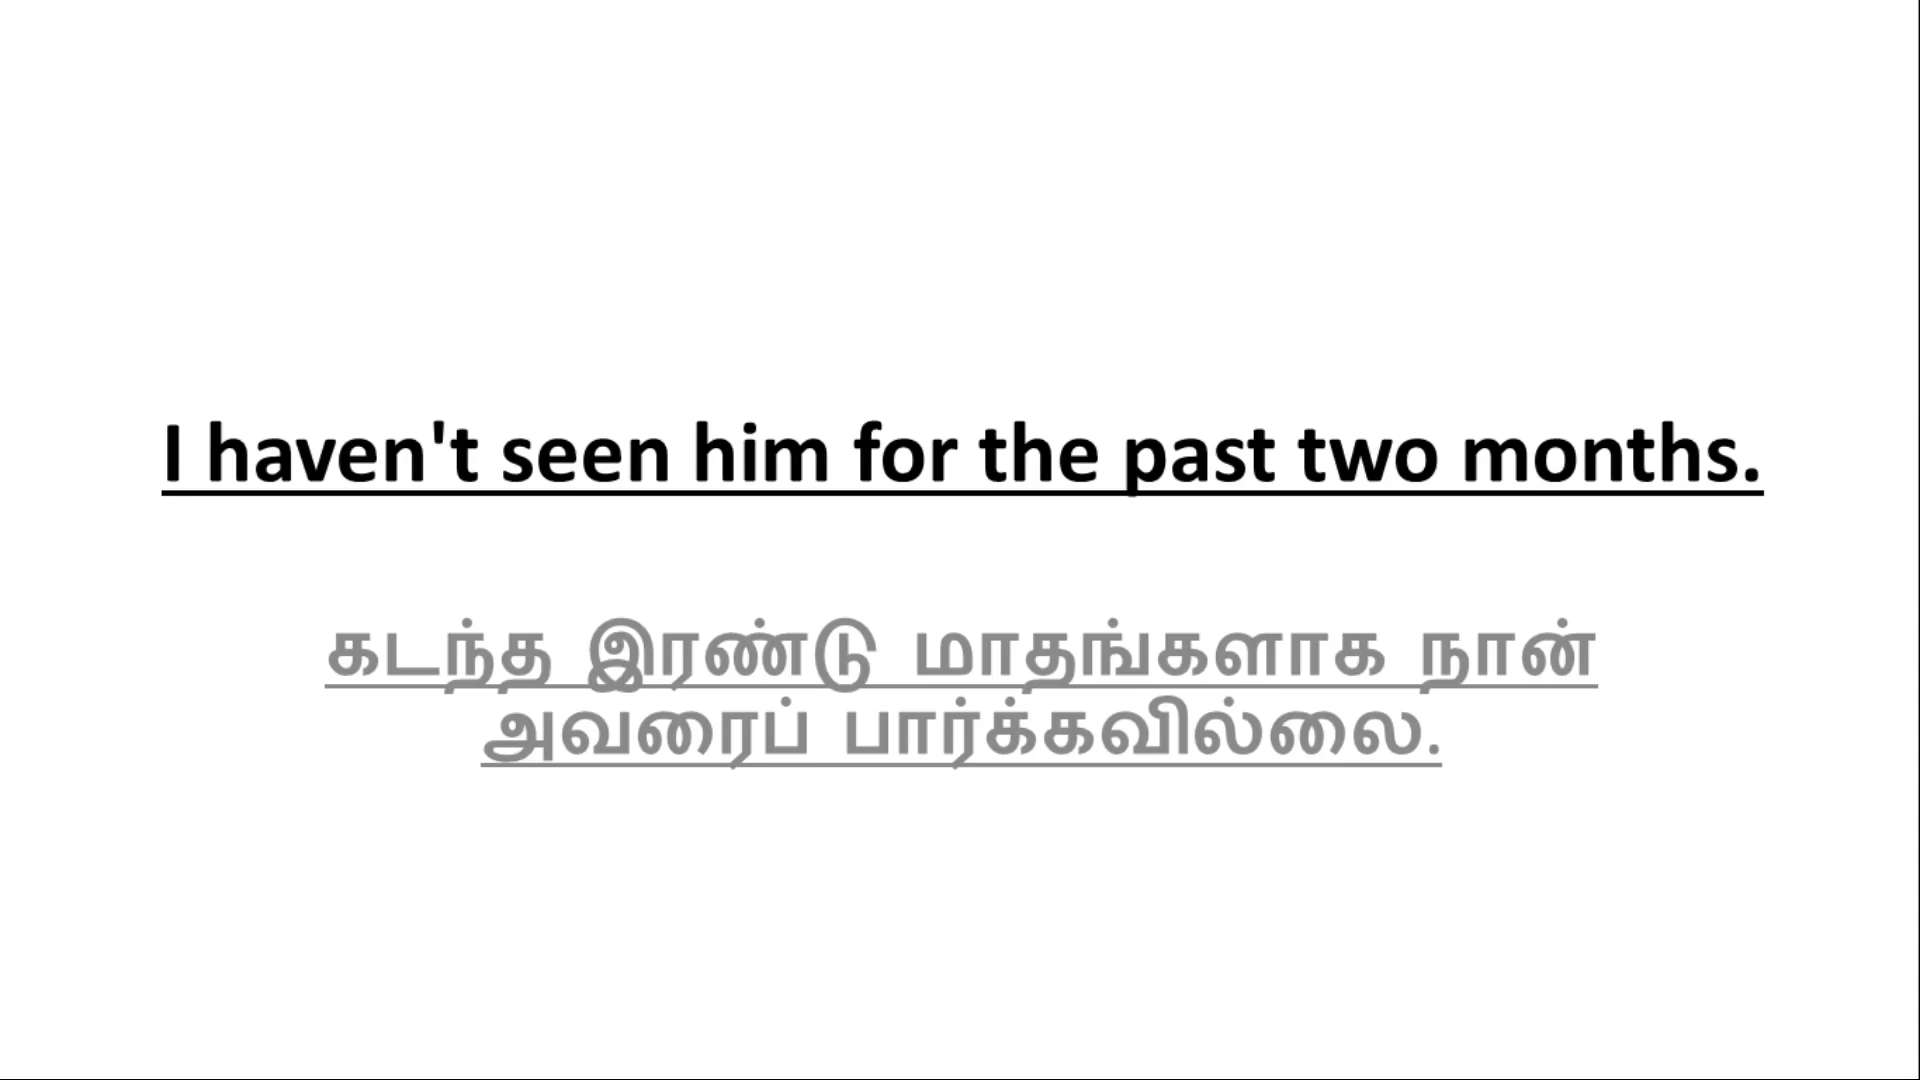 I haven't seen him for the past two months.
கடந்த இரண்டு மாதங்களாக நான்
அவரைப் பார்க்கவில்லை.